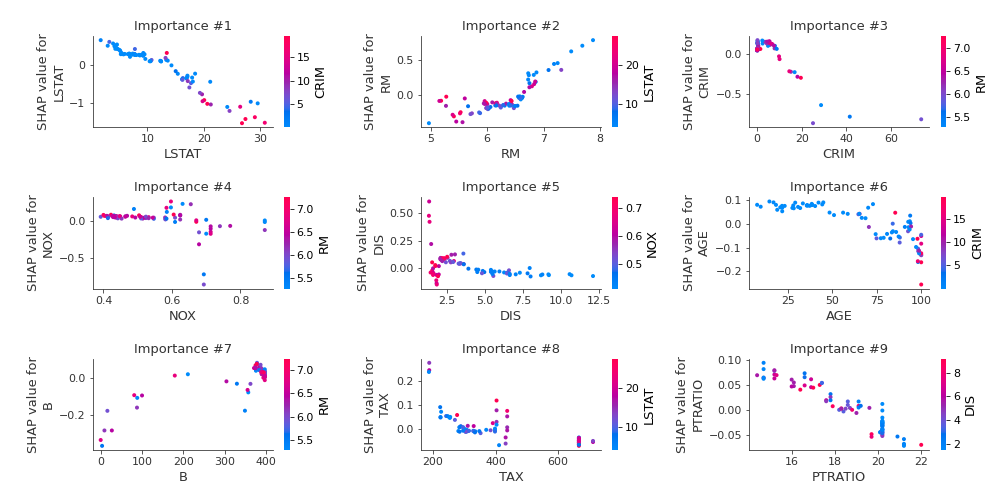 Importance #1
SHAP value for
LSTAT
0
−1
10
20
30
LSTAT
15
10
5
CRIM
Importance #2
SHAP value for
RM
0.5
0.0
5
6
7
8
RM
20
10
LSTAT
Importance #3
SHAP value for
CRIM
0.0
−0.5
0
20
40
60
CRIM
7.0
6.5
6.0
5.5
RM
Importance #4
SHAP value for
NOX
0.0
−0.5
0.4
0.6
0.8
NOX
7.0
6.5
6.0
5.5
RM
Importance #5
SHAP value for
DIS
0.50
0.25
0.00
2.5
5.0
7.5
10.0
12.5
DIS
0.7
0.6
0.5
NOX
Importance #6
SHAP value for
AGE
0.1
0.0
−0.1
−0.2
25
50
75
100
AGE
15
10
5
CRIM
Importance #7
SHAP value for
B
0.0
−0.2
0
100
200
300
400
B
7.0
6.5
6.0
5.5
RM
Importance #8
SHAP value for
TAX
0.2
0.1
0.0
200
400
600
TAX
20
10
LSTAT
Importance #9
SHAP value for
PTRATIO
0.10
0.05
0.00
−0.05
16
18
20
22
PTRATIO
8
6
4
2
DIS